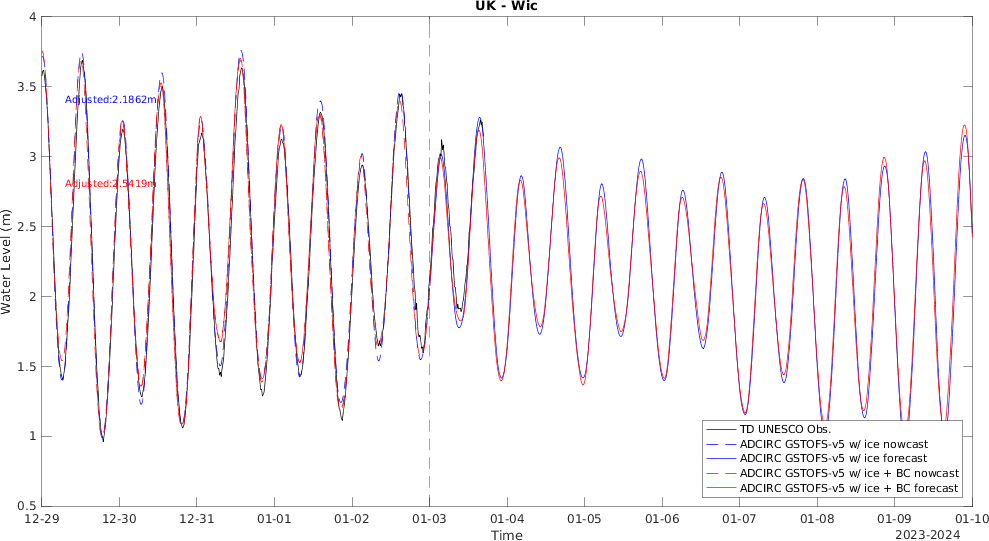 UK - Wic
4
3.5
3
2.5
2
1.5
1
0.5
Water Level (m)
Adjusted:2.1862m
Adjusted:2.5419m
TD UNESCO Obs.
ADCIRC GSTOFS-v5 w/ ice nowcast
ADCIRC GSTOFS-v5 w/ ice forecast
ADCIRC GSTOFS-v5 w/ ice + BC nowcast
ADCIRC GSTOFS-v5 w/ ice + BC forecast
12-29 12-30 12-31 01-01 01-02 01-03 01-04 01-05 01-06 01-07 01-08 01-09 01-10
Time
2023-2024